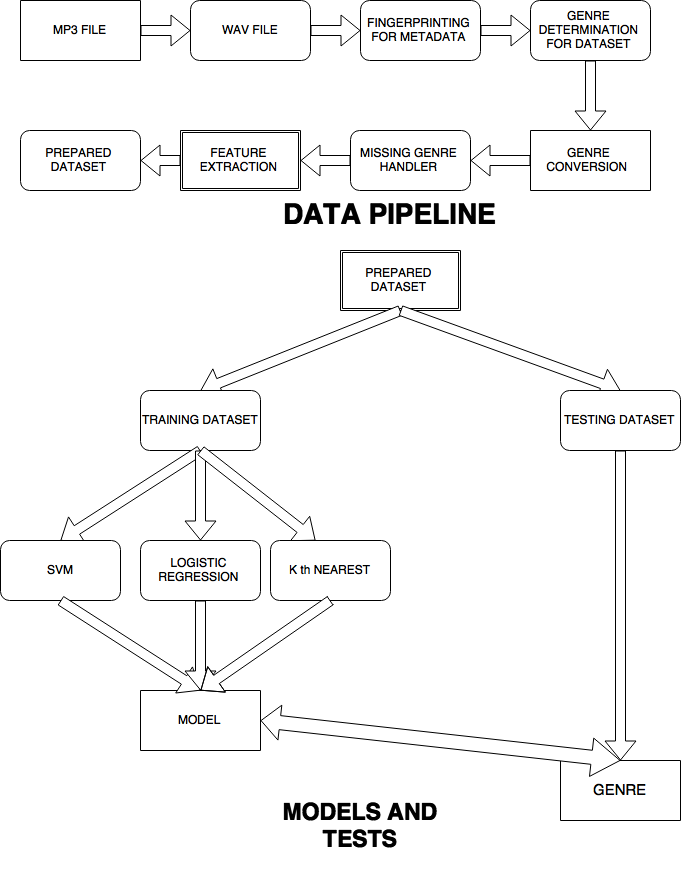 MP3 FILE
WAV FILE
FINGERPRINTING
FOR METADATA
GENRE
DETERMINATION
FOR DATASET
PREPARED
DATASET
FEATURE
EXTRACTION
MISSING GENRE
HANDLER
GENRE
CONVERSION
DATA PIPELINE
PREPARED
DATASET
TRAINING DATASET
TESTING DATASET
SVM
LOGISTIC
REGRESSION
K th NEAREST
MODEL
GENRE
MODELS AND
TESTS